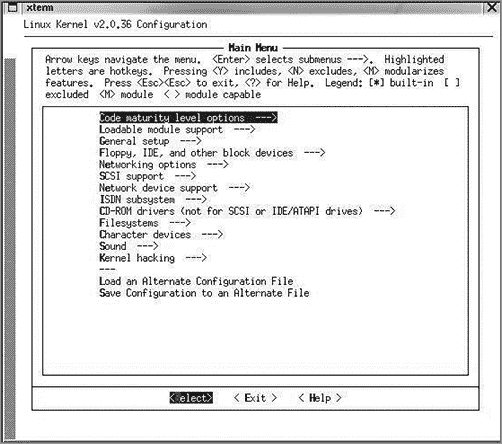 xterm
Linux Kernel v2.0.36 Configuration
Main Menu
Arrow keys navigate the menu. <Enter> selects submenus --->. Highlighted
letters are hotkeys. Pressing <Y> includes, <N> excludes, <M> modularizes
features. Press <Esc><Esc> to exit, <?> for Help. Legend: [*] built-in [ ]
excluded <M> module < > module capable
Code maturity level options --->
Loadable module support --->
General setup --->
Floppy, IDE, and other block devices --->
Networking options --->
SCSI support --->
Network device support --->
ISDN subsystem --->
CD-ROM drivers (not for SCSI or IDE/ATAPI drives) --->
Filesystems --->
Character devices --->
Sound --->
Kernel hacking --->
---
Load an Alternate Configuration File
Save Configuration to an Alternate File
< elect> < Exit > < Help >